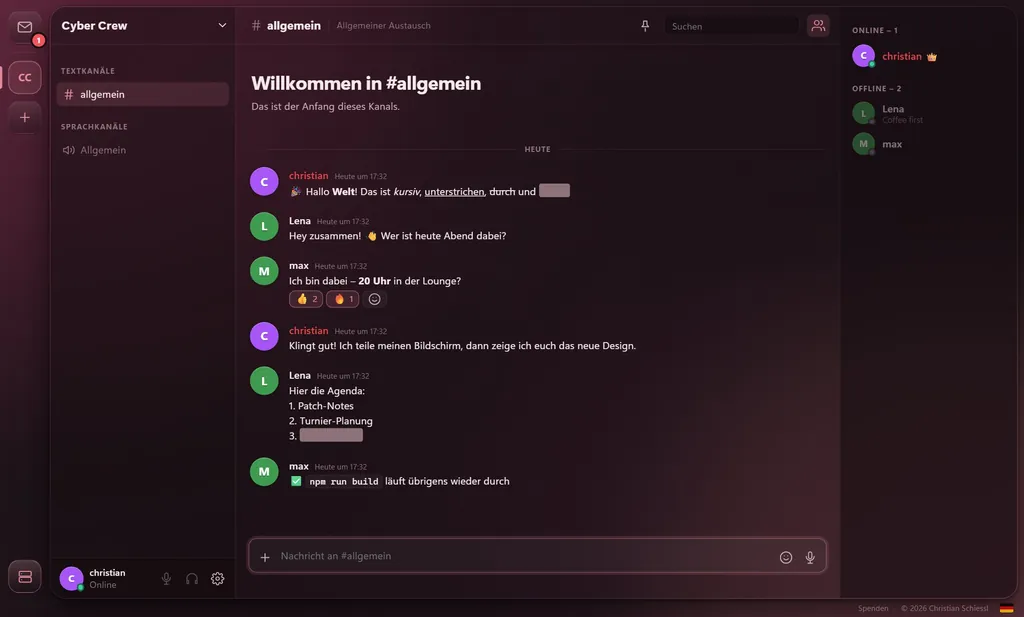 1
CC
Cyber Crew
TEXTKANÄLE
# allgemein
SPRACHKANÄLE
Allgemein
C
christian
Online
# allgemein
Allgemeiner Austausch
Suchen
Willkommen in #allgemein
Das ist der Anfang dieses Kanals.
HEUTE
C
christian Heute um 17:32
🎉 Hallo Welt! Das ist kursiv, unterstrichen, durch und
L
Lena Heute um 17:32
Hey zusammen! 👋 Wer ist heute Abend dabei?
M
max Heute um 17:32
Ich bin dabei – 20 Uhr in der Lounge?
👍 2 🔥 1
C
christian Heute um 17:32
Klingt gut! Ich teile meinen Bildschirm, dann zeige ich euch das neue Design.
L
Lena Heute um 17:32
Hier die Agenda:
1. Patch-Notes
2. Turnier-Planung
3.
M
max Heute um 17:32
✅ npm run build läuft übrigens wieder durch
Nachricht an #allgemein
ONLINE – 1
C
christian 👑
OFFLINE – 2
L
Lena
Coffee first
M
max
Spenden © 2026 Christian Schiessl